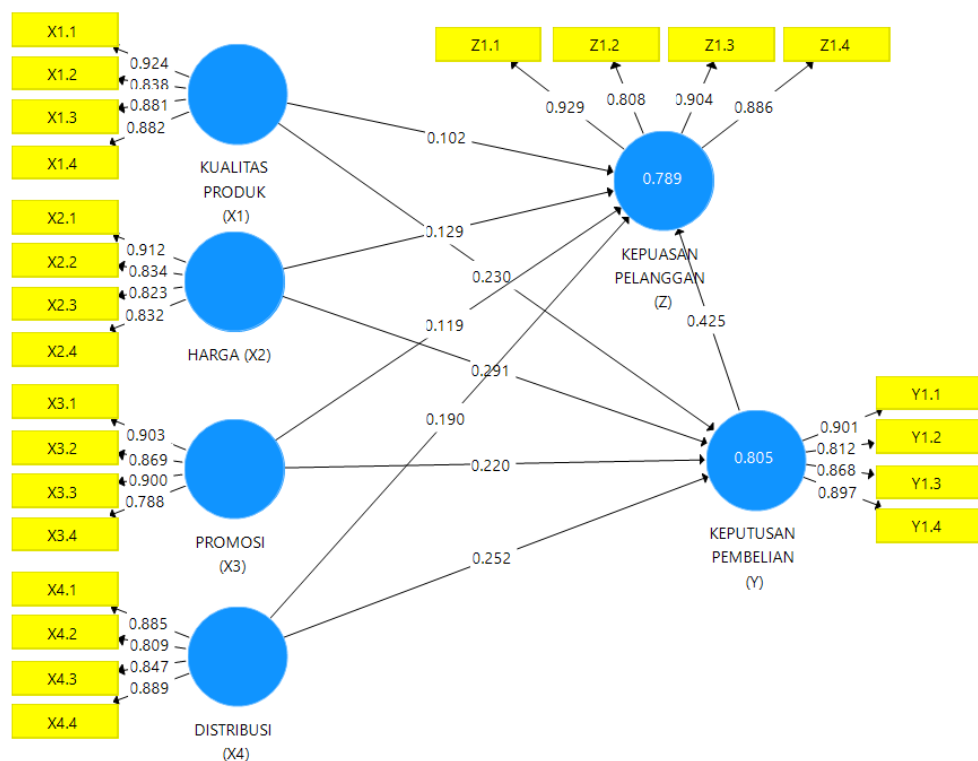 X1.1
X1.2
X1.3
X1.4
0.924
0.838
0.881
0.882
KUALITAS
PRODUK
(X1)
X2.1
X2.2
X2.3
X2.4
0.912
0.834
0.823
0.832
HARGA (X2)
X3.1
X3.2
X3.3
X3.4
0.903
0.869
0.900
0.788
PROMOSI
(X3)
X4.1
X4.2
X4.3
X4.4
0.885
0.809
0.847
0.889
DISTRIBUSI
(X4)
0.102
0.129
0.230
0.119
0.291
0.190
0.220
0.252
0.425
Z1.1
Z1.2
Z1.3
Z1.4
0.929
0.808
0.904
0.886
0.789
KEPUASAN
PELANGGAN
(Z)
0.805
KEPUTUSAN
PEMBELIAN
(Y)
0.901
0.812
0.868
0.897
Y1.1
Y1.2
Y1.3
Y1.4